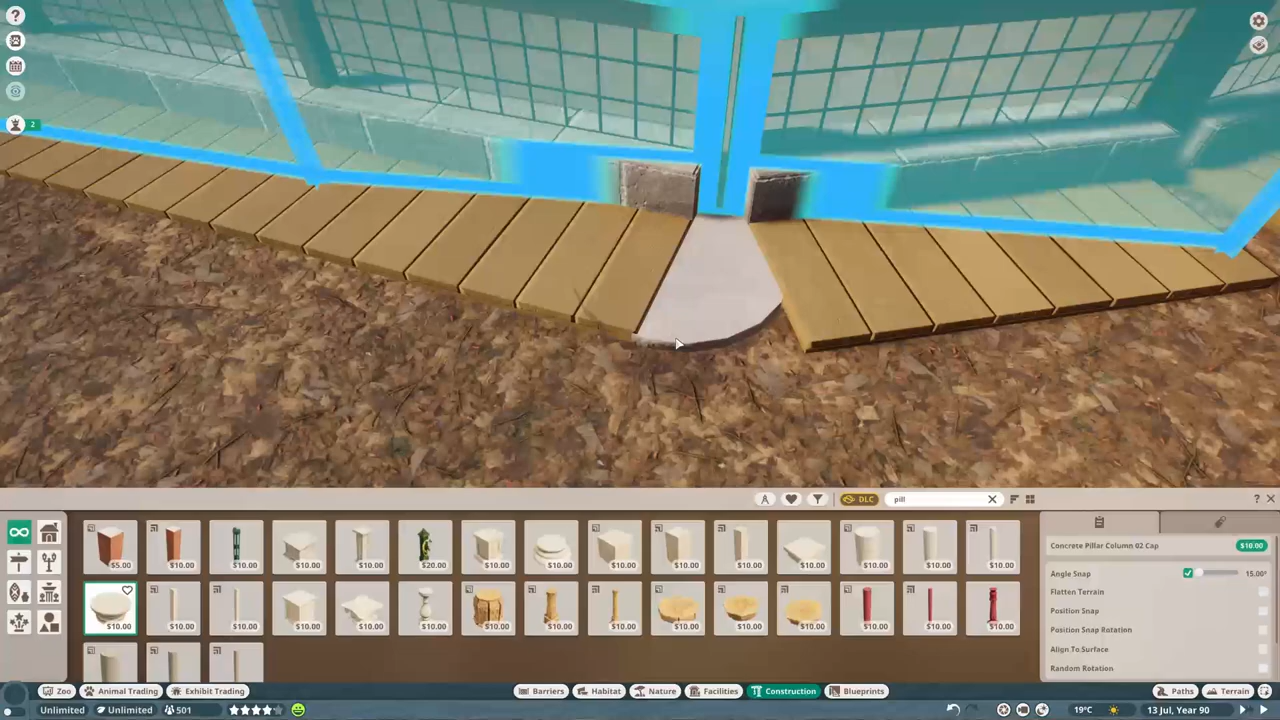 ?
2
DLC
pill
?
$5.00 $10.00 $10.00 $10.00 $10.00 $20.00 $10.00 $10.00 $10.00 $10.00 $10.00 $10.00 $10.00 $10.00 $10.00
$10.00 $10.00 $10.00 $10.00 $10.00 $10.00 $10.00 $10.00 $10.00 $10.00 $10.00 $10.00 $10.00 $10.00 $10.00
Concrete Pillar Column 02 Cap $10.00
Angle Snap 15.00°
Flatten Terrain
Position Snap
Position Snap Rotation
Align To Surface
Random Rotation
Zoo Animal Trading Exhibit Trading Barriers Habitat Nature Facilities Construction Blueprints Paths Terrain
Unlimited Unlimited 501 19°C 13 Jul, Year 90